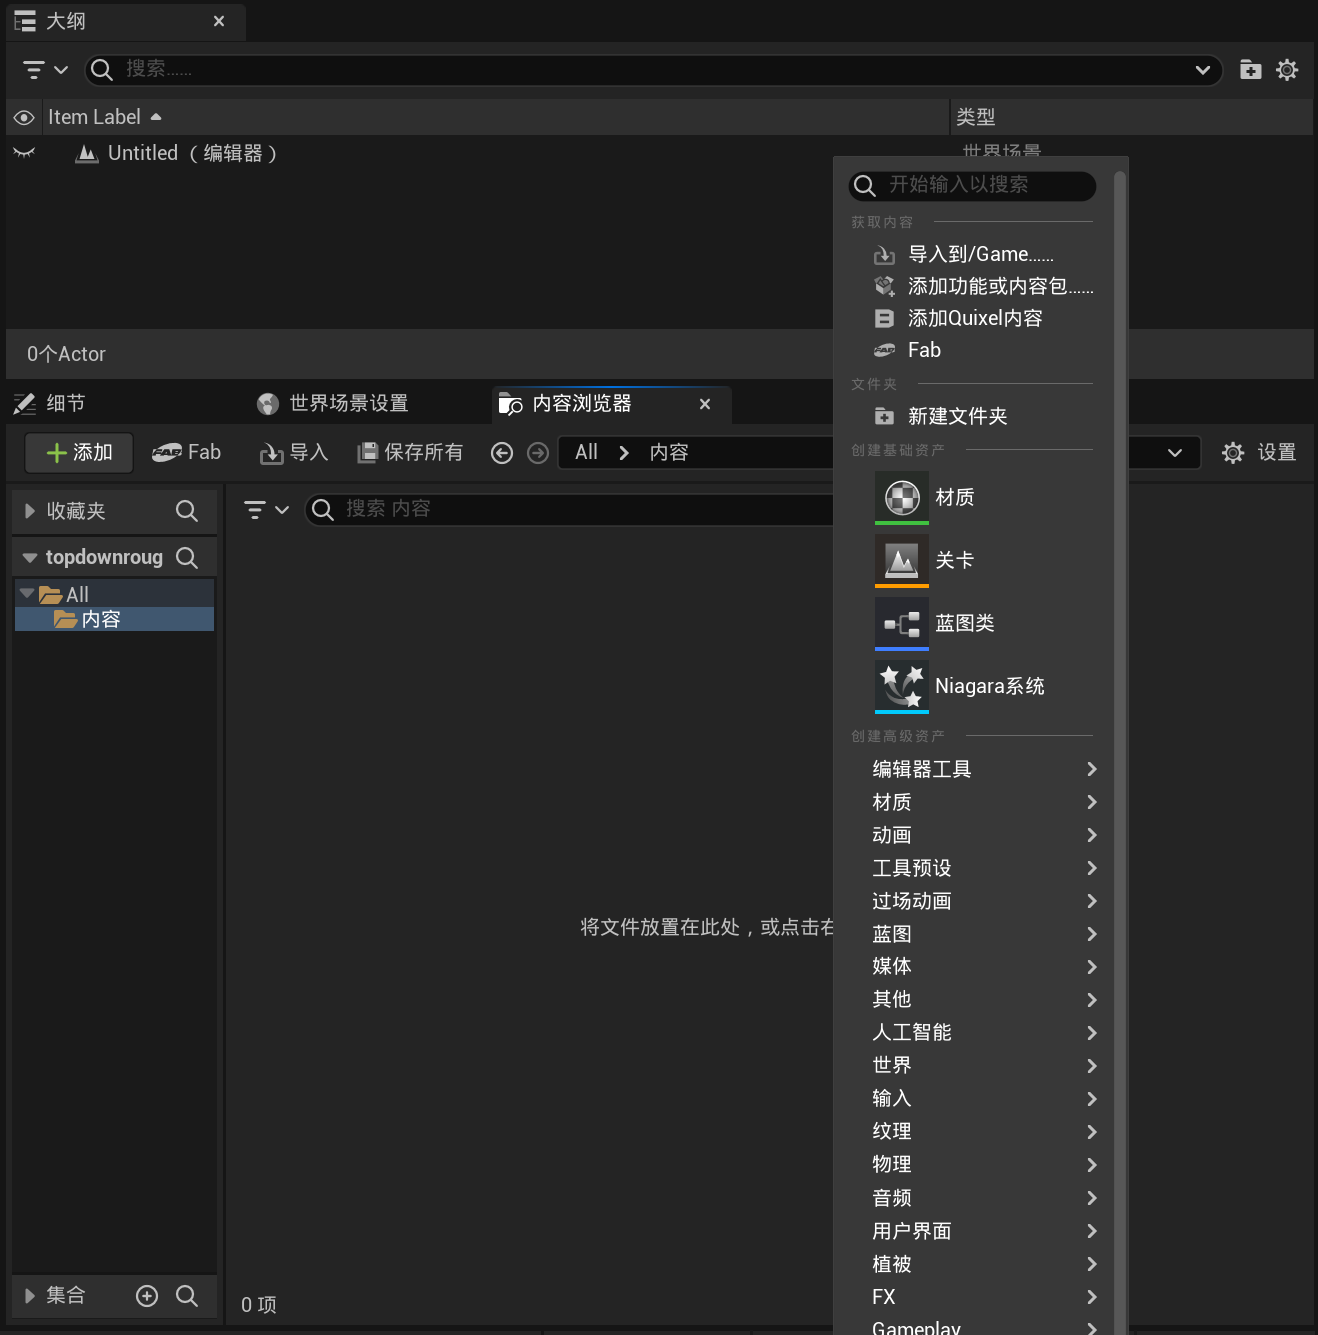 大纲
搜索……
Item Label
类型
Untitled（编辑器）
世界场景
0个Actor
细节
世界场景设置
内容浏览器
添加
Fab
导入
保存所有
All
内容
设置
收藏夹
搜索 内容
topdownroug
All
内容
将文件放置在此处，或点击右
集合
0 项
开始输入以搜索
获取内容
导入到/Game……
添加功能或内容包……
添加Quixel内容
Fab
文件夹
新建文件夹
创建基础资产
材质
关卡
蓝图类
Niagara系统
创建高级资产
编辑器工具
材质
动画
工具预设
过场动画
蓝图
媒体
其他
人工智能
世界
输入
纹理
物理
音频
用户界面
植被
FX
Gameplay